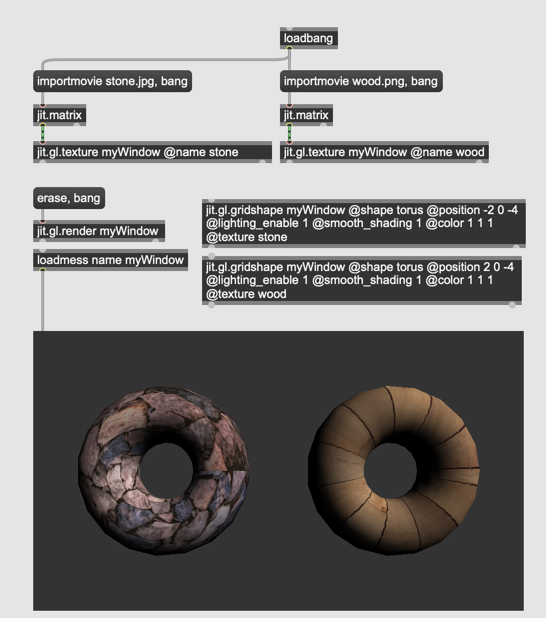 loadbang
importmovie stone.jpg, bang
importmovie wood.png, bang
jit.matrix
jit.matrix
jit.gl.texture myWindow @name stone
jit.gl.texture myWindow @name wood
erase, bang
jit.gl.render myWindow
loadmess name myWindow
jit.gl.gridshape myWindow @shape torus @position -2 0 -4
@lighting_enable 1 @smooth_shading 1 @color 1 1 1
@texture stone
jit.gl.gridshape myWindow @shape torus @position 2 0 -4
@lighting_enable 1 @smooth_shading 1 @color 1 1 1
@texture wood